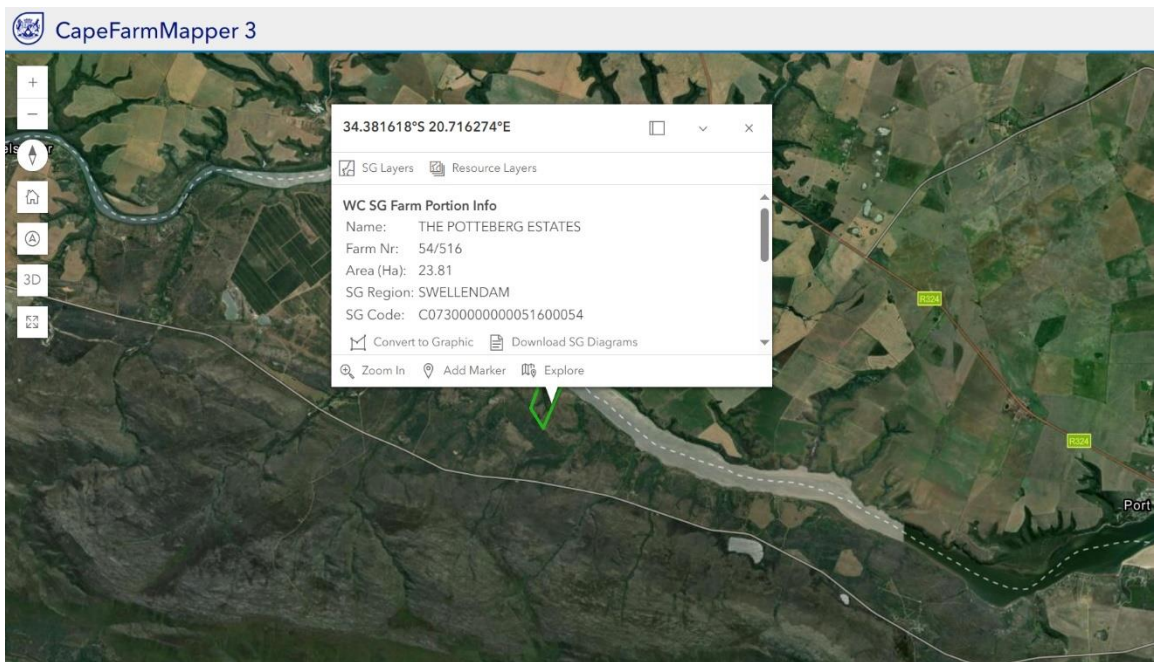 CapeFarmMapper 3
34.381618°S 20.716274°E
SG Layers Resource Layers
WC SG Farm Portion Info
Name: THE POTTEBERG ESTATES
Farm Nr: 54/516
Area (Ha): 23.81
SG Region: SWELLENDAM
SG Code: C07300000000051600054
Convert to Graphic Download SG Diagrams
Zoom In Add Marker Explore
3D
R324
R324
Port